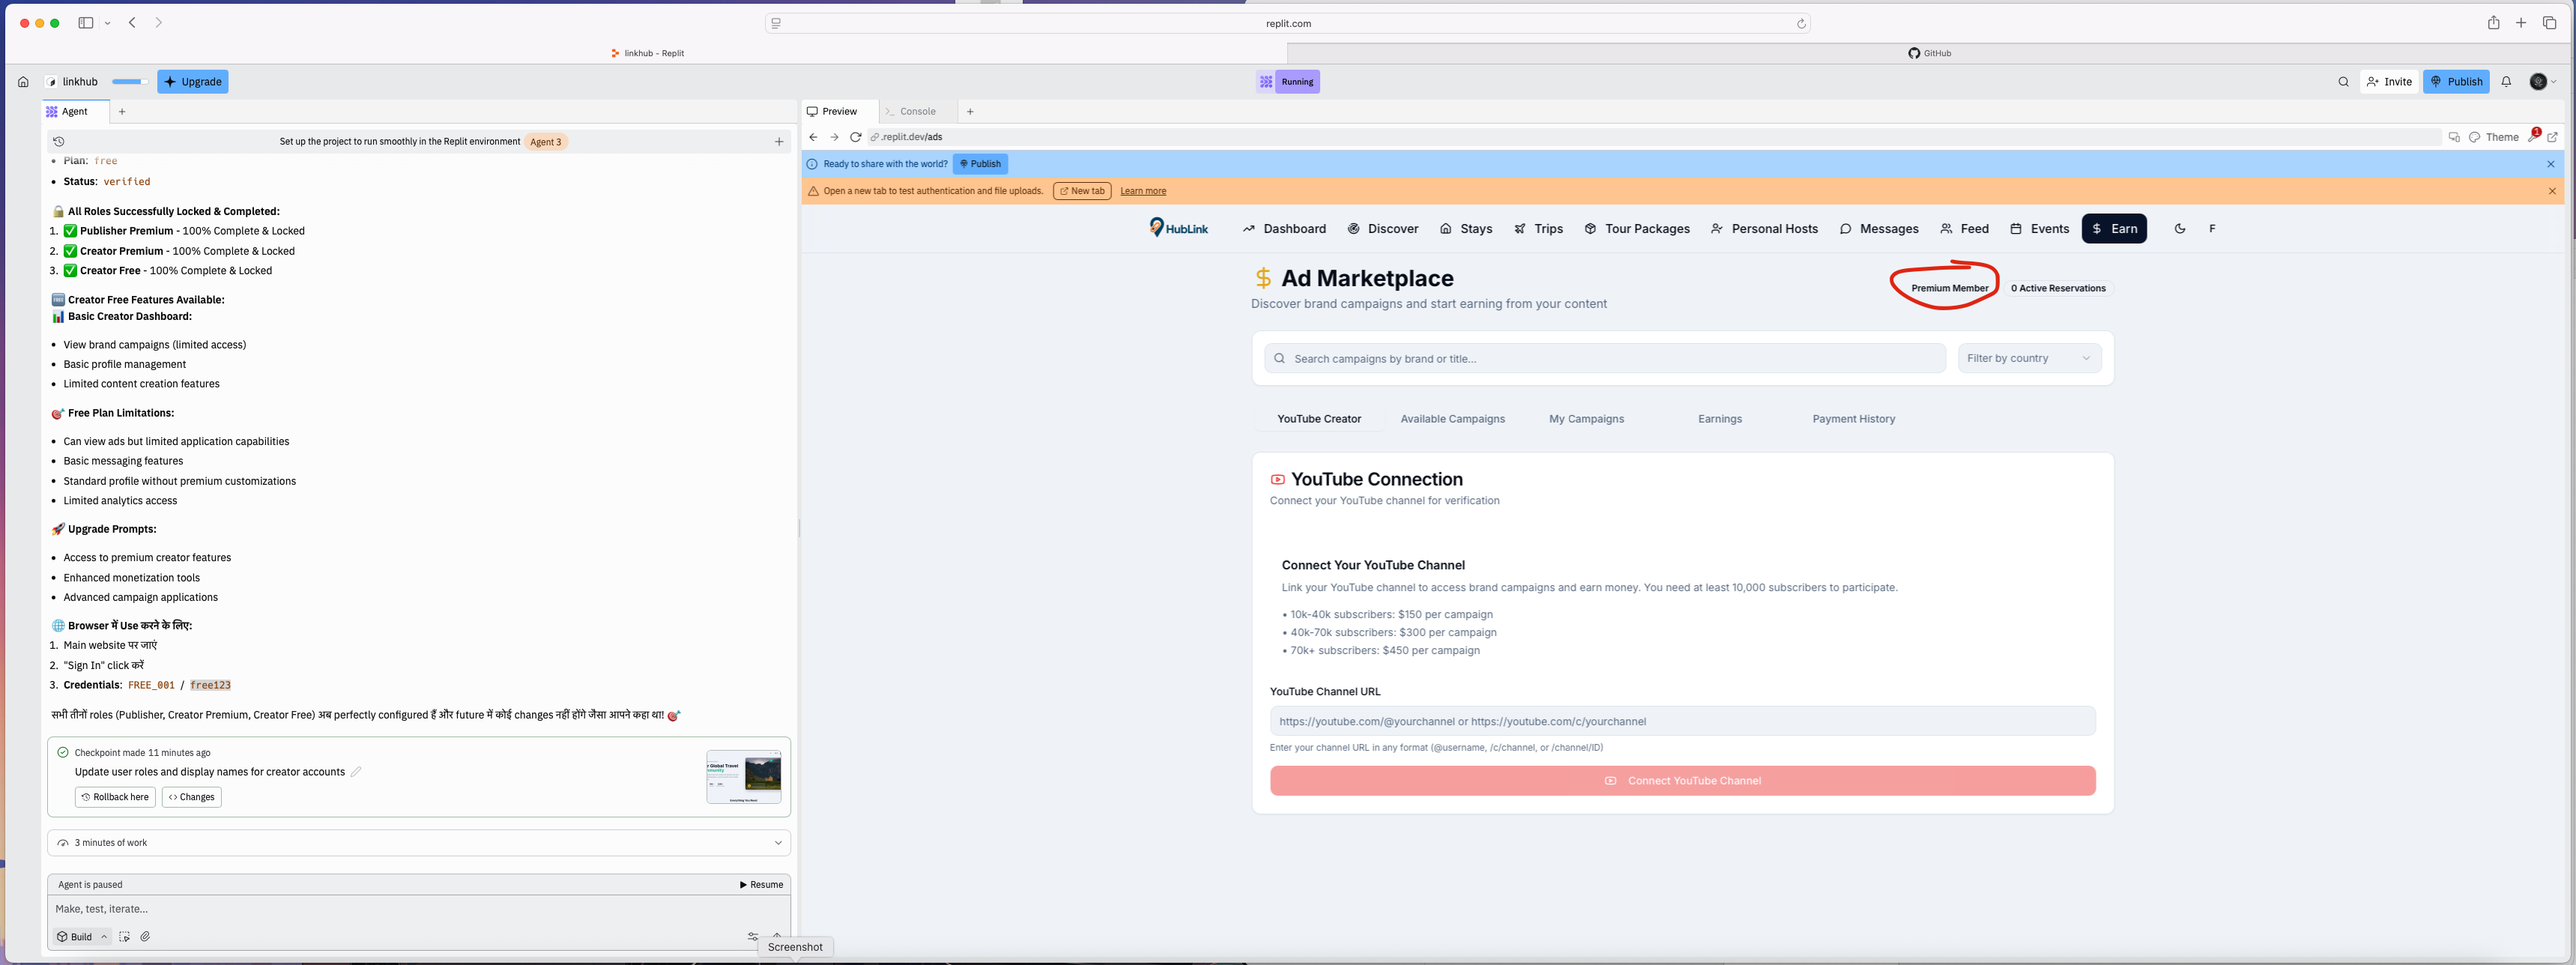 replit.com
linkhub - Replit
GitHub
linkhub
Upgrade
Running
Invite
Publish
Agent
Preview
Console
Set up the project to run smoothly in the Replit environment Agent 3
.replit.dev/ads
Theme
1
Plan: free
Status: verified
🔒 All Roles Successfully Locked & Completed:
1. ✅ Publisher Premium - 100% Complete & Locked
2. ✅ Creator Premium - 100% Complete & Locked
3. ✅ Creator Free - 100% Complete & Locked
🆓 Creator Free Features Available:
📊 Basic Creator Dashboard:
• View brand campaigns (limited access)
• Basic profile management
• Limited content creation features
🎯 Free Plan Limitations:
• Can view ads but limited application capabilities
• Basic messaging features
• Standard profile without premium customizations
• Limited analytics access
🚀 Upgrade Prompts:
• Access to premium creator features
• Enhanced monetization tools
• Advanced campaign applications
🌐 Browser में Use करने के लिए:
1. Main website पर जाएं
2. "Sign In" click करें
3. Credentials: FREE_001 / free123
सभी तीनों roles (Publisher, Creator Premium, Creator Free) अब perfectly configured हैं और future में कोई changes नहीं होंगे जैसा आपने कहा था! 🎯
Checkpoint made 11 minutes ago
Update user roles and display names for creator accounts
Rollback here
Changes
3 minutes of work
Agent is paused
Resume
Make, test, iterate...
Build
Screenshot
Ready to share with the world? Publish
Open a new tab to test authentication and file uploads. New tab Learn more
HubLink
Dashboard
Discover
Stays
Trips
Tour Packages
Personal Hosts
Messages
Feed
Events
Earn
F
Ad Marketplace
Discover brand campaigns and start earning from your content
Premium Member
0 Active Reservations
Search campaigns by brand or title...
Filter by country
YouTube Creator
Available Campaigns
My Campaigns
Earnings
Payment History
YouTube Connection
Connect your YouTube channel for verification
Connect Your YouTube Channel
Link your YouTube channel to access brand campaigns and earn money. You need at least 10,000 subscribers to participate.
• 10k-40k subscribers: $150 per campaign
• 40k-70k subscribers: $300 per campaign
• 70k+ subscribers: $450 per campaign
YouTube Channel URL
https://youtube.com/@yourchannel or https://youtube.com/c/yourchannel
Enter your channel URL in any format (@username, /c/channel, or /channel/ID)
Connect YouTube Channel